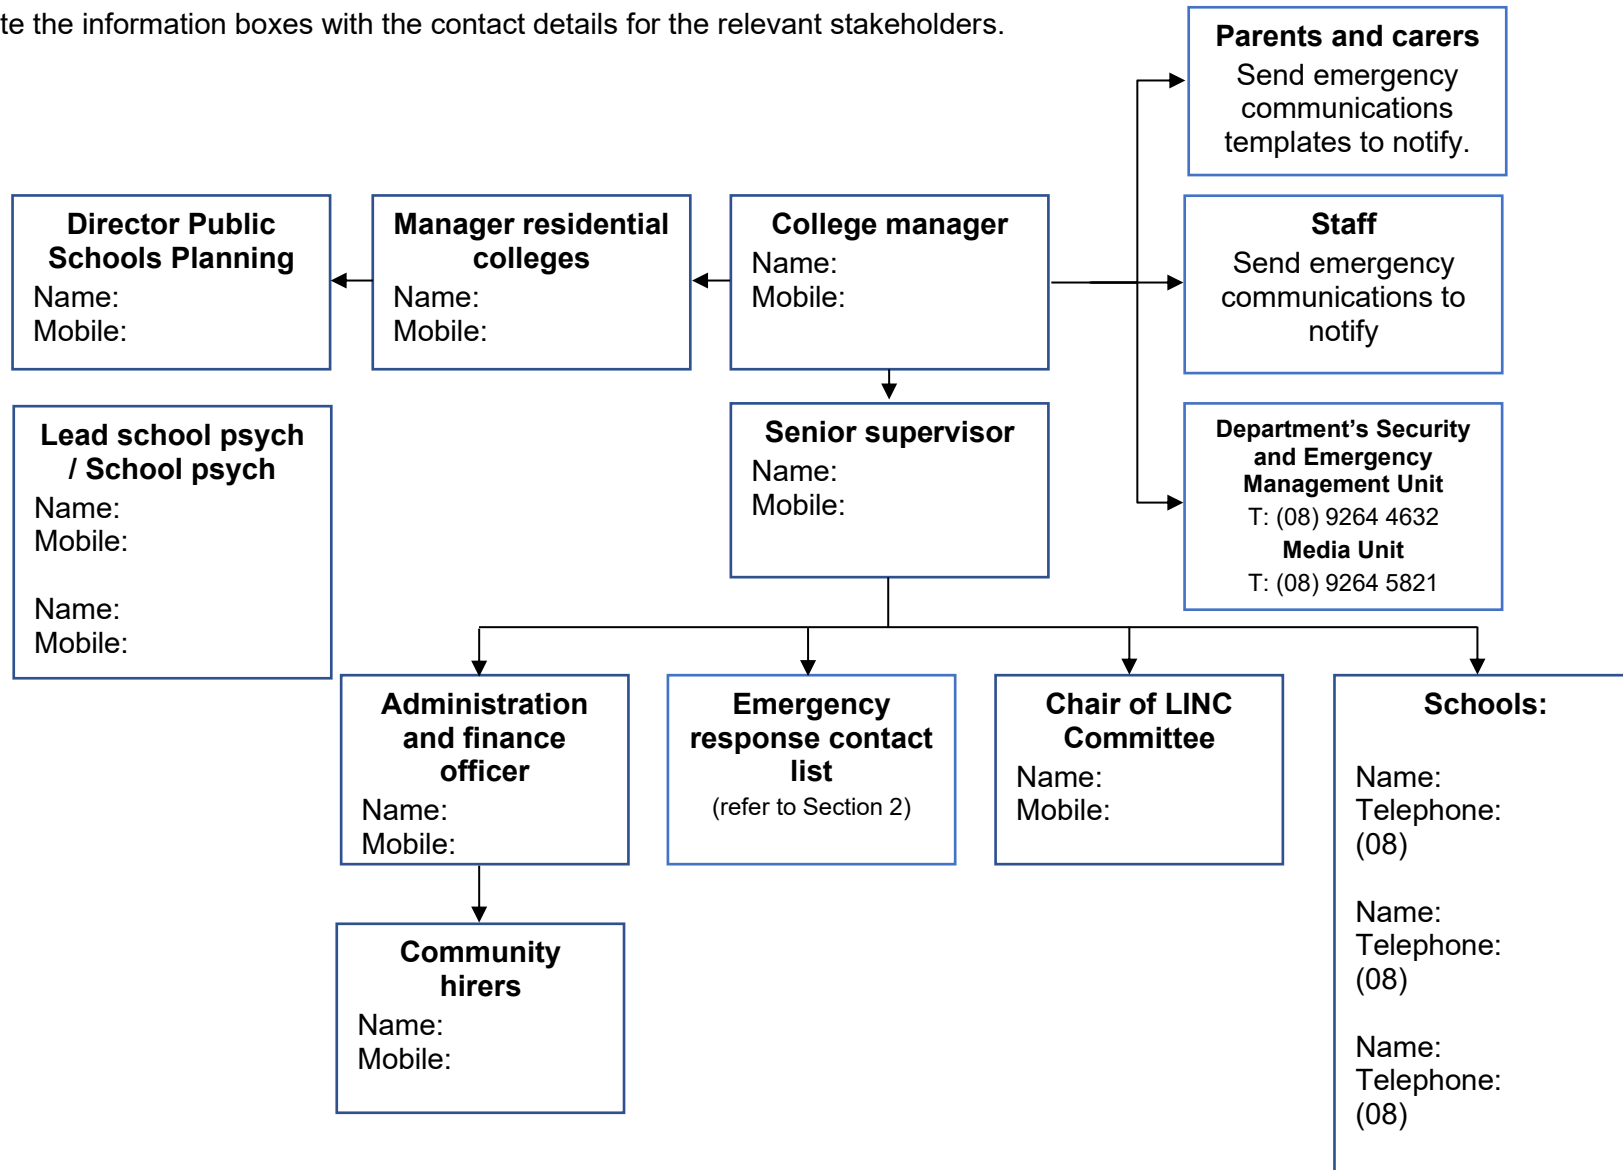 te the information boxes with the contact details for the relevant stakeholders.
Parents and carers
Send emergency
communications
templates to notify.
Director Public
Schools Planning
Name:
Mobile:
Manager residential
colleges
Name:
Mobile:
College manager
Name:
Mobile:
Staff
Send emergency
communications to
notify
Lead school psych
/ School psych
Name:
Mobile:
Name:
Mobile:
Senior supervisor
Name:
Mobile:
Department’s Security
and Emergency
Management Unit
T: (08) 9264 4632
Media Unit
T: (08) 9264 5821
Administration
and finance
officer
Name:
Mobile:
Emergency
response contact
list
(refer to Section 2)
Chair of LINC
Committee
Name:
Mobile:
Schools:
Name:
Telephone:
(08)
Name:
Telephone:
(08)
Name:
Telephone:
(08)
Community
hirers
Name:
Mobile: